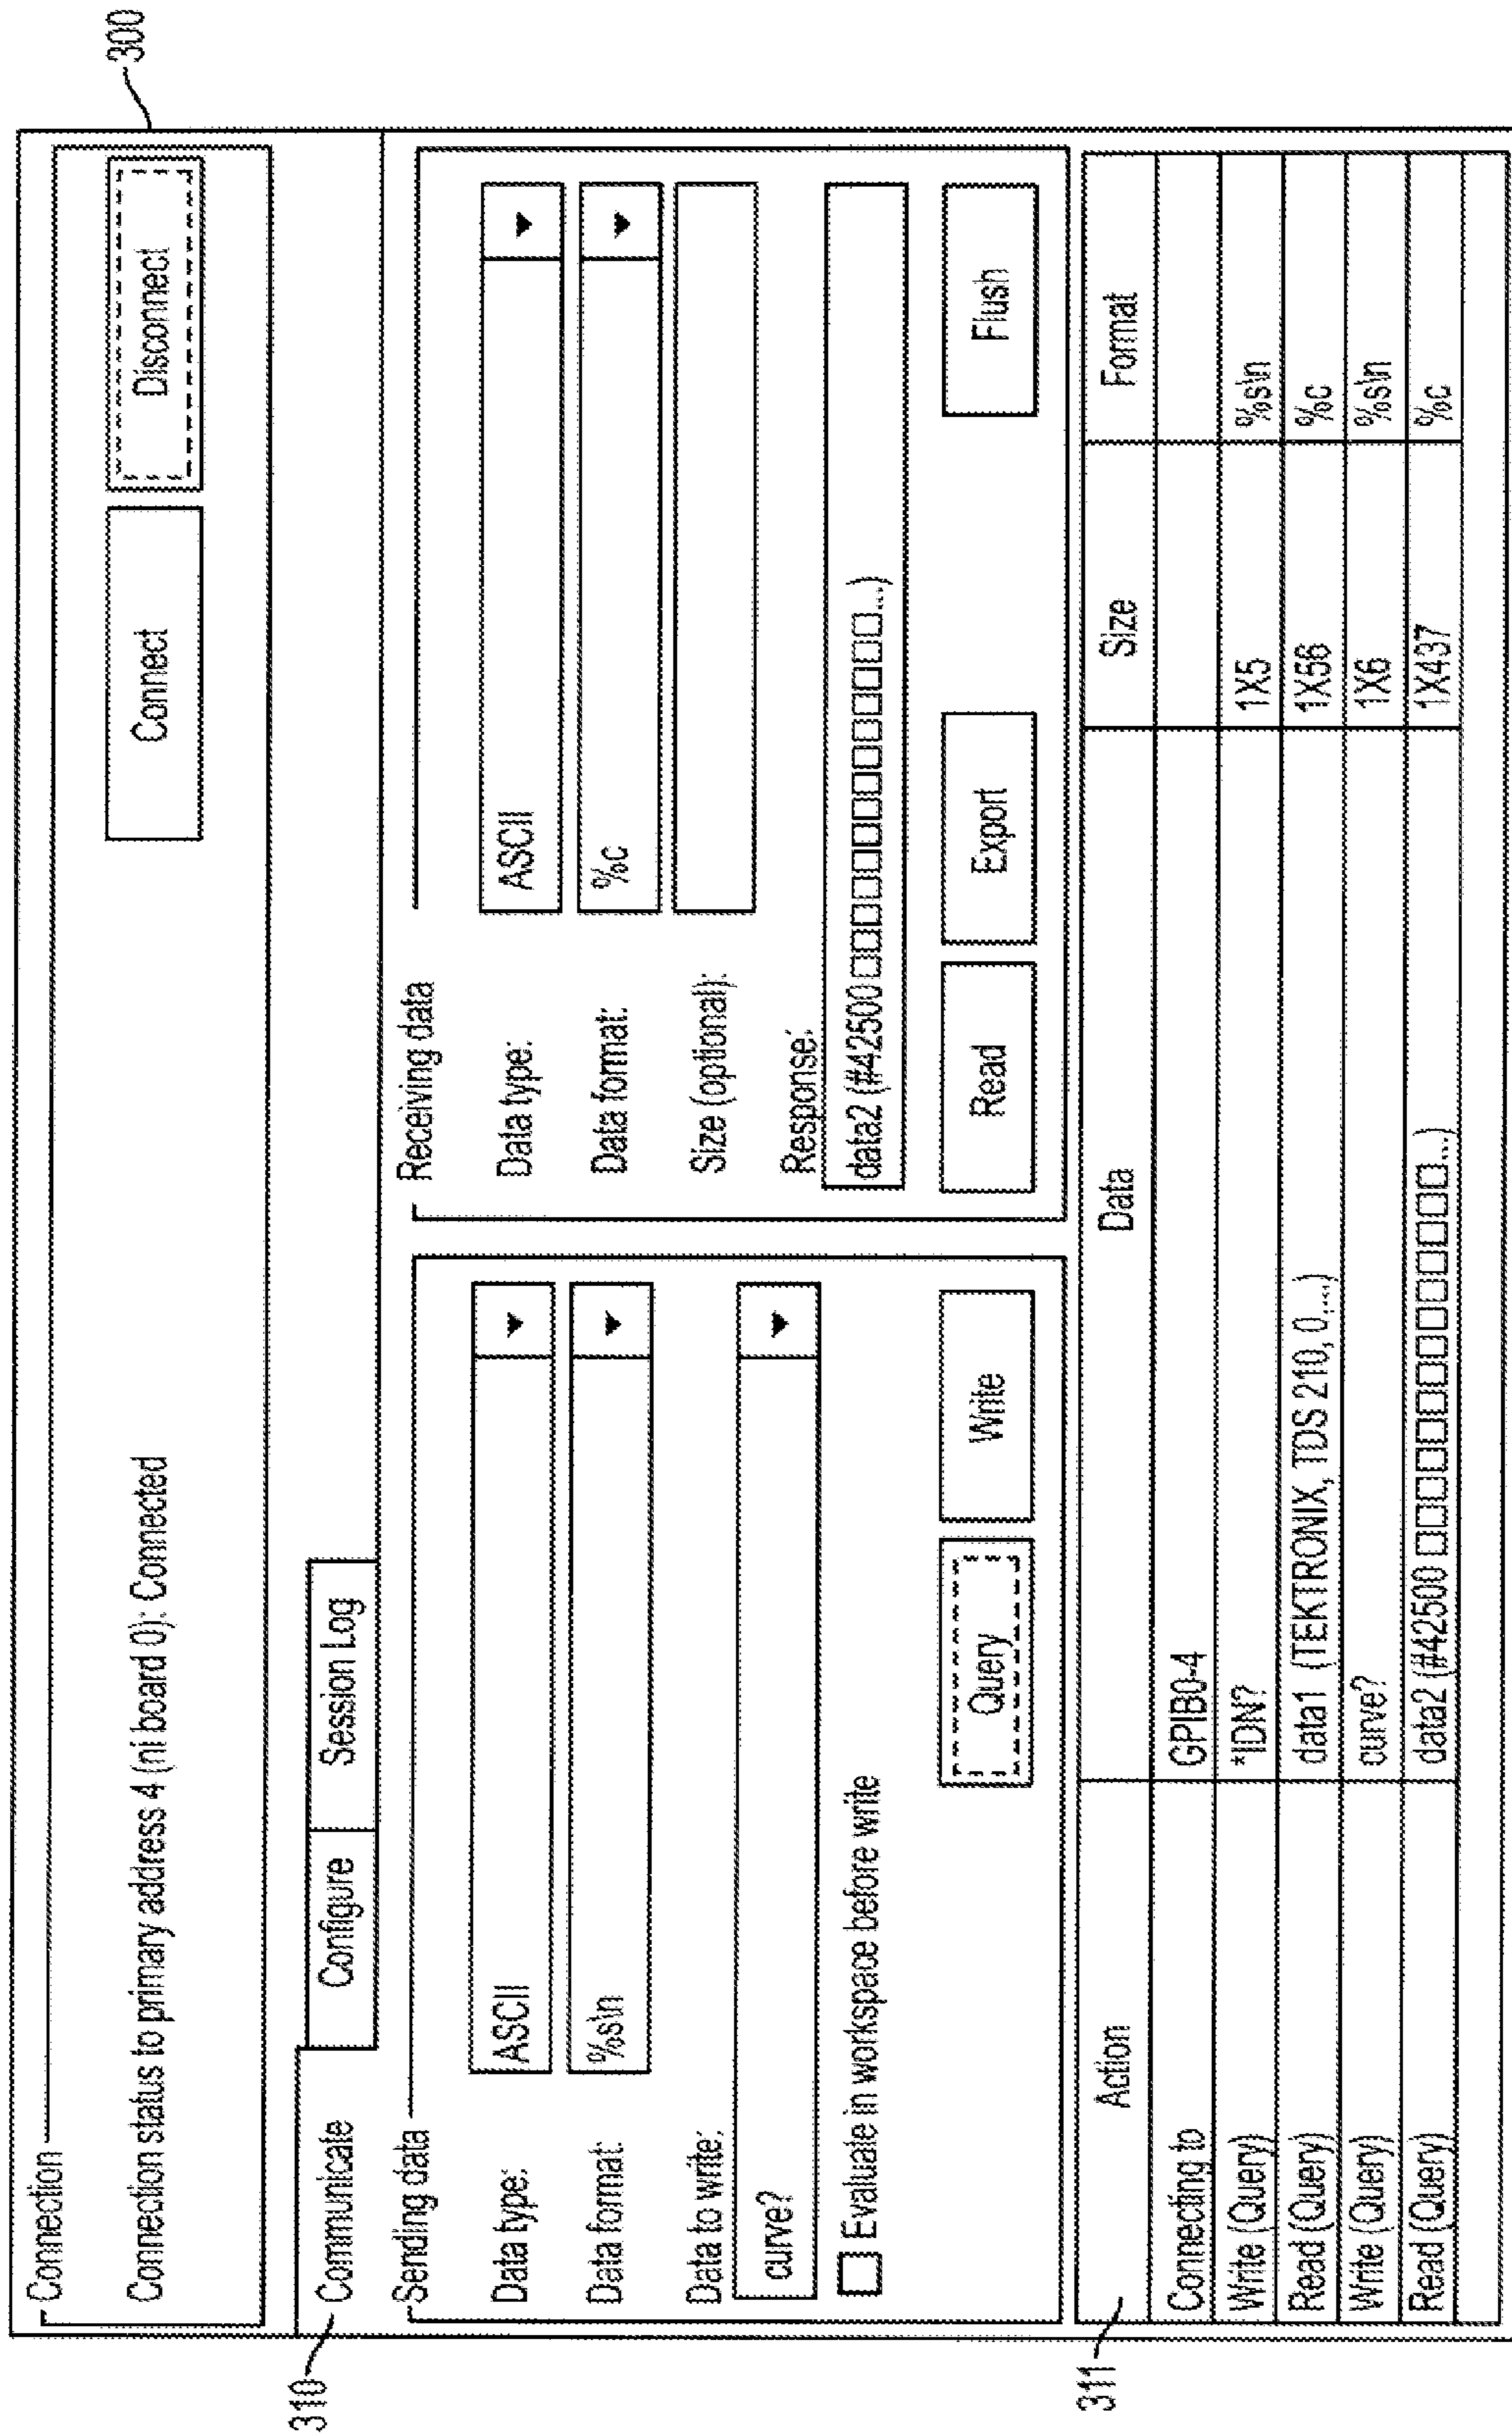 300
Connection
Connection status to primary address 4 (ni board 0): Connected
Connect
Disconnect
310
Communicate
Configure
Session Log
Sending data
Data type:
ASCII
Data format:
%s\n
Data to write:
curve?
Evaluate in workspace before write
Query
Write
Receiving data
Data type:
ASCII
Data format:
%c
Size (optional):
Response:
data2 (#42500 □□□□□□□□□□□□□□□...)
Read
Export
Flush
311
Action Data Size Format
Connecting to GPIB0-4
Write (Query) *IDN? 1X5 %s\n
Read (Query) data1 (TEKTRONIX, TDS 210, 0,...) 1X56 %c
Write (Query) curve? 1X6 %s\n
Read (Query) data2 (#42500 □□□□□□□□□□□□□□□...) 1X437 %c